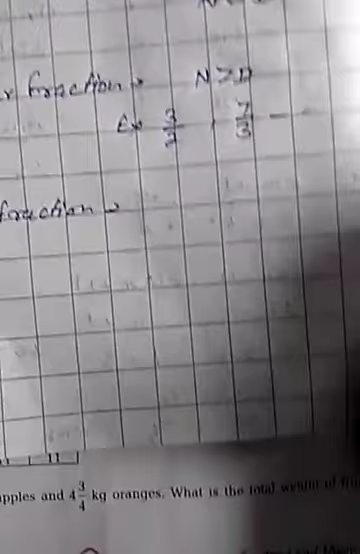 fraction → N > D
Ex 3/2, 7/3 - -
fraction →
11
apples and 4 3/4 kg oranges. What is the total weight of